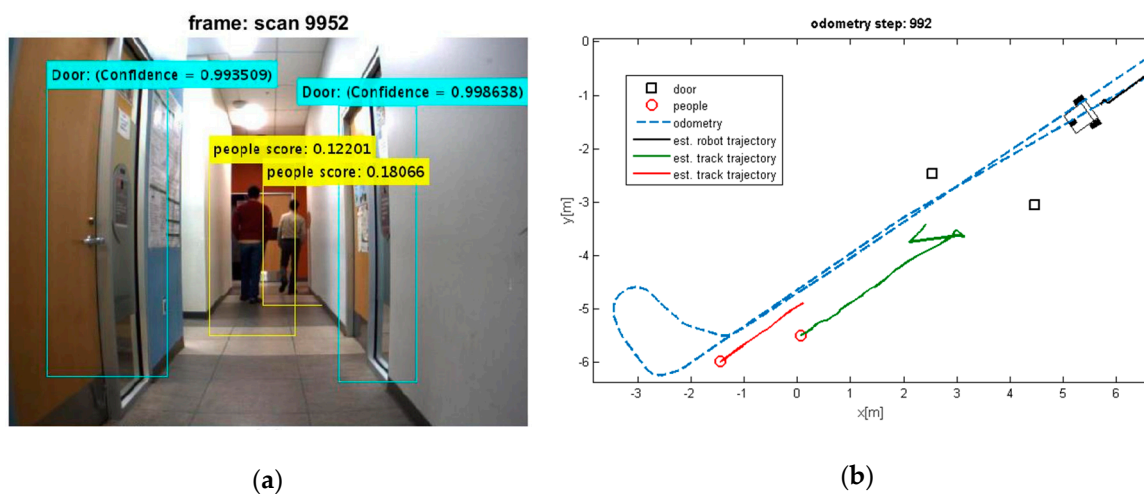 frame: scan 9952
Door: (Confidence = 0.993509)
Door: (Confidence = 0.998638)
people score: 0.12201
people score: 0.18066
(a)
odometry step: 992
door
people
odometry
est. robot trajectory
est. track trajectory
est. track trajectory
0
-1
-2
-3
-4
-5
-6
y[m]
-3 -2 -1 0 1 2 3 4 5 6
x[m]
(b)